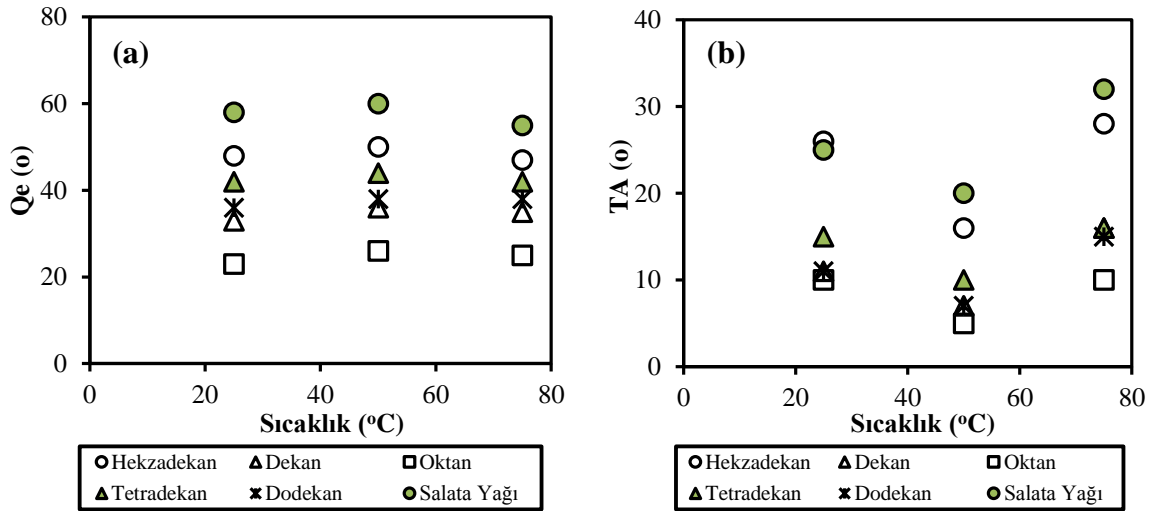 (a)
80
60
40
20
0
Qe (o)
0 20 40 60 80
Sıcaklık (ᵒC)
Hekzadekan Dekan Oktan
Tetradekan Dodekan Salata Yağı
(b)
40
30
20
10
0
TA (o)
0 20 40 60 80
Sıcaklık (ᵒC)
Hekzadekan Dekan Oktan
Tetradekan Dodekan Salata Yağı